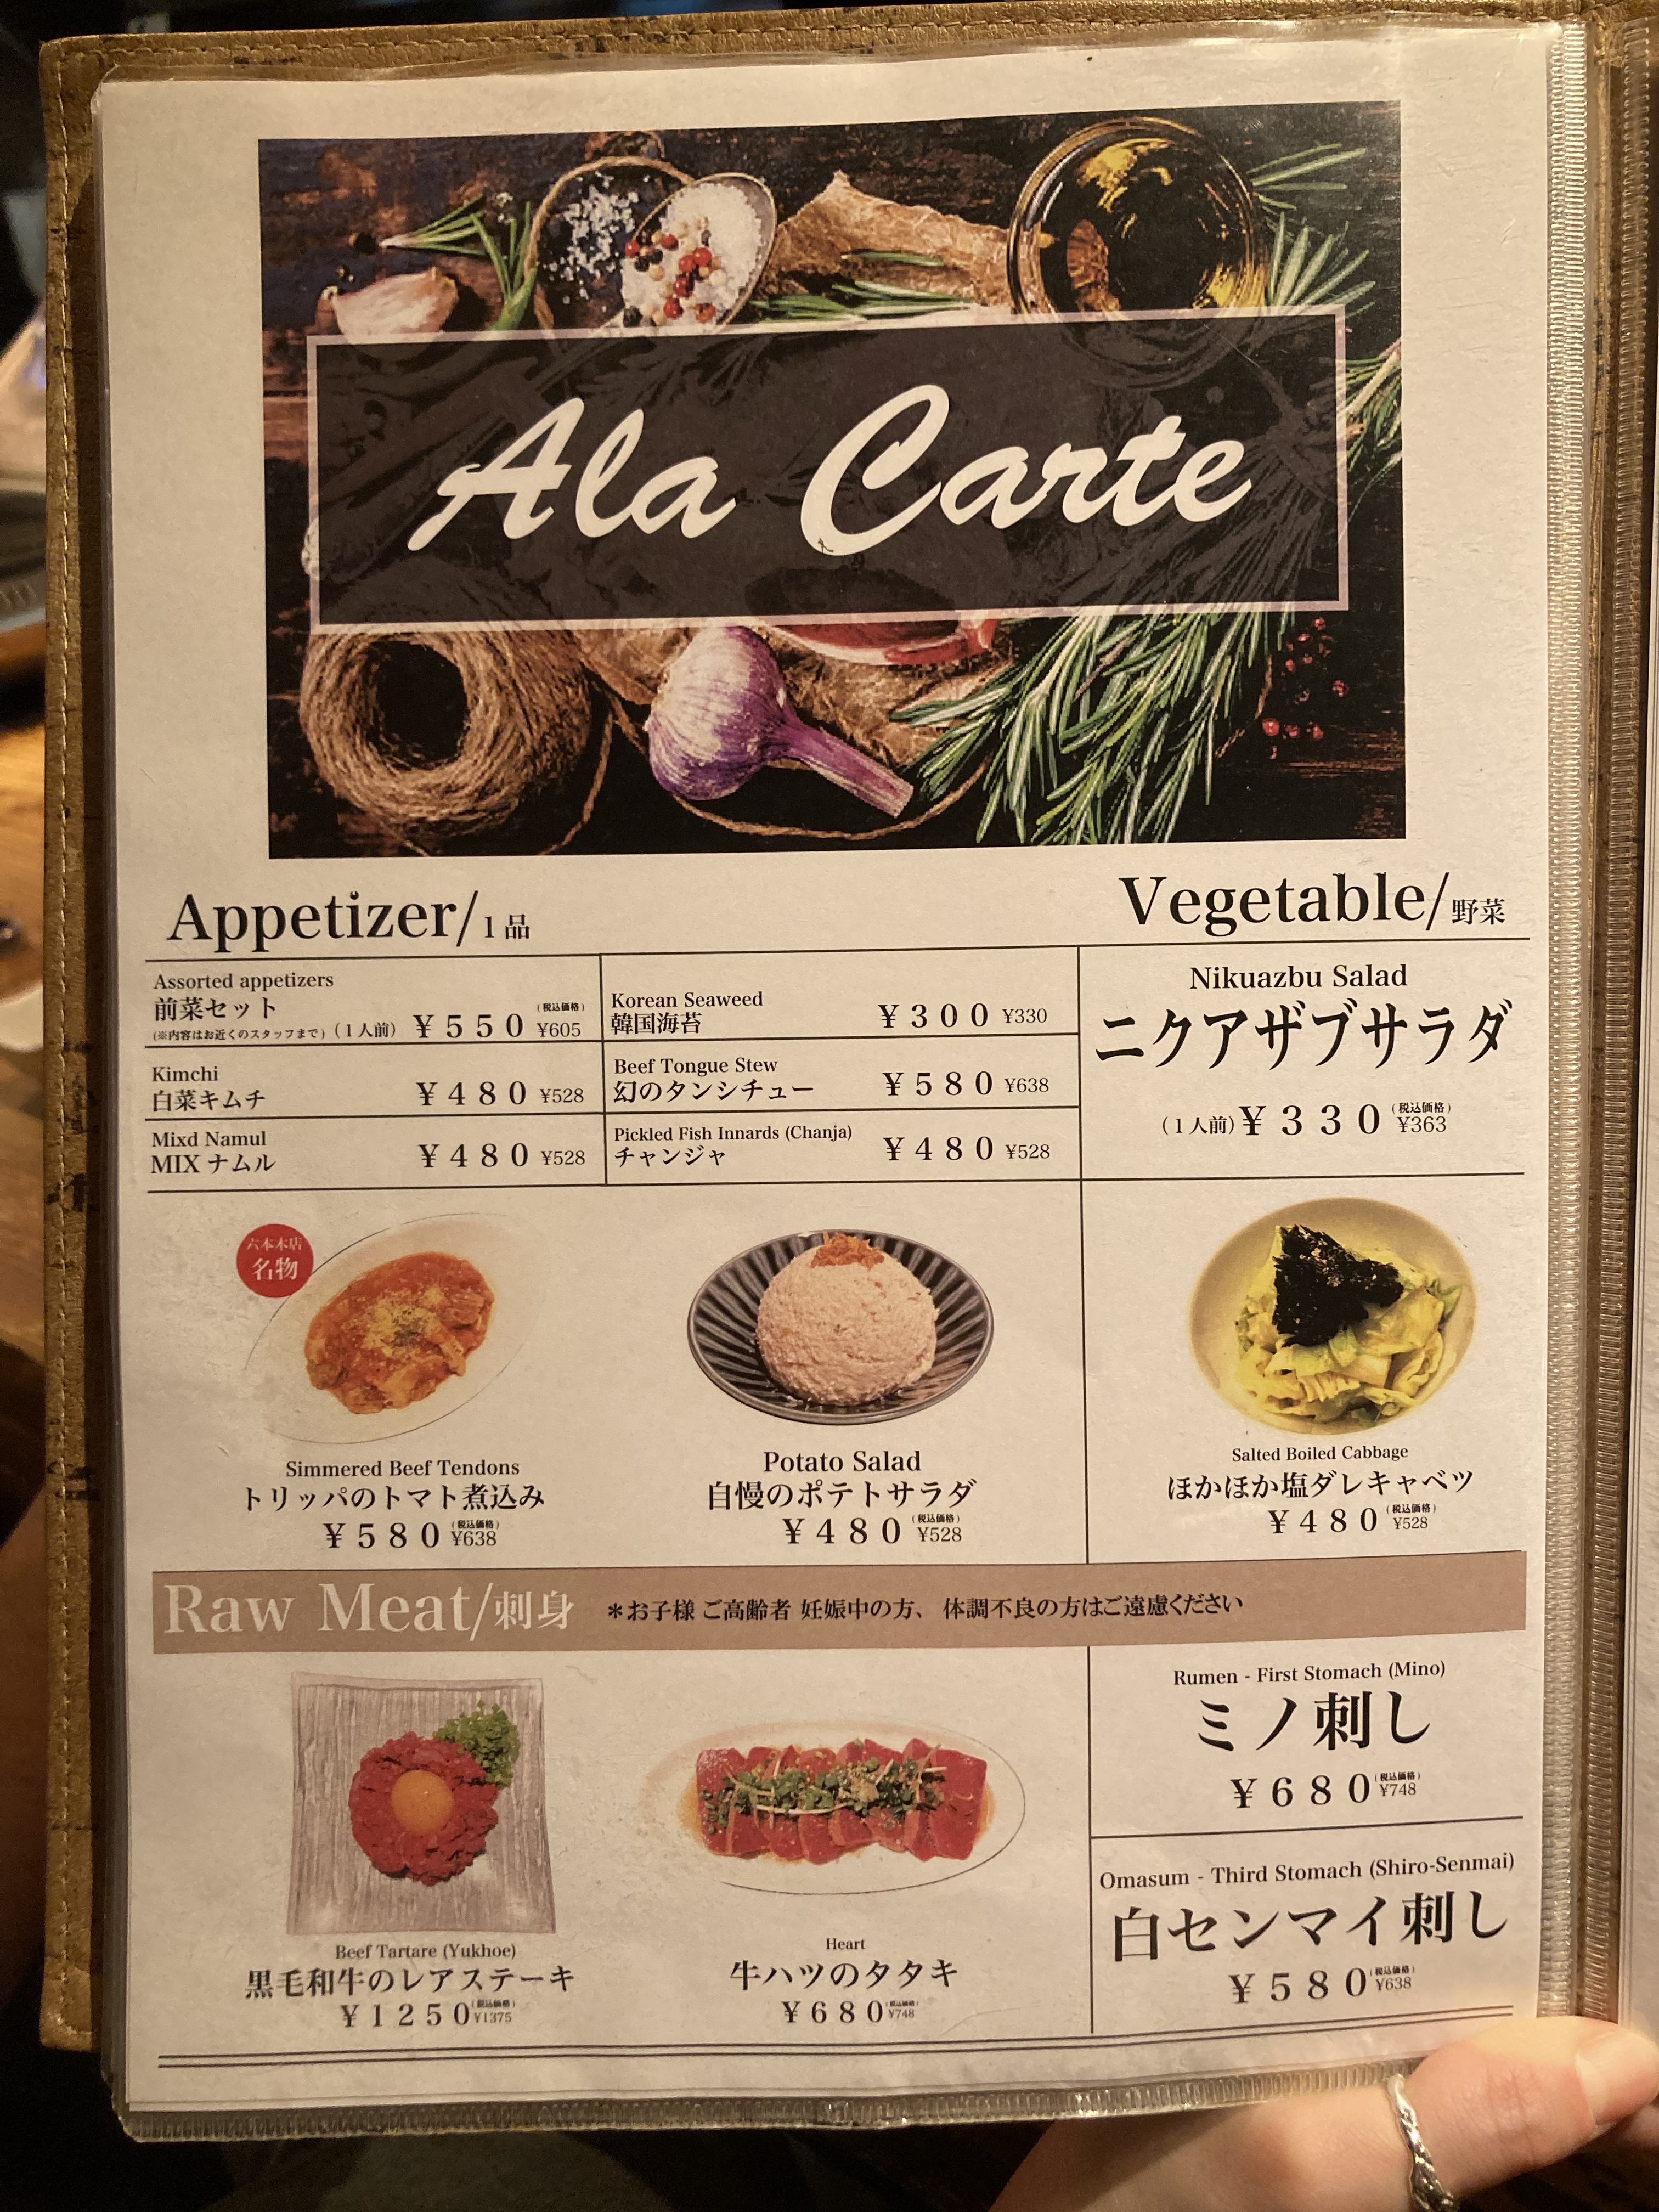 Ala Carte
Appetizer/1品
Assorted appetizers
前菜セット
(※内容はお近くのスタッフまで)(1人前) ¥550 (税込価格) ¥605
Kimchi
白菜キムチ ¥480 ¥528
Mixd Namul
MIX ナムル ¥480 ¥528
Korean Seaweed
韓国海苔 ¥300 ¥330
Beef Tongue Stew
幻のタンシチュー ¥580 ¥638
Pickled Fish Innards (Chanja)
チャンジャ ¥480 ¥528
Vegetable/野菜
Nikuazbu Salad
ニクアザブサラダ
(1人前)¥330 (税込価格) ¥363
六本木店
名物
Simmered Beef Tendons
トリッパのトマト煮込み
¥580 (税込価格) ¥638
Potato Salad
自慢のポテトサラダ
¥480 (税込価格) ¥528
Salted Boiled Cabbage
ほかほか塩ダレキャベツ
¥480 (税込価格) ¥528
Raw Meat/刺身 *お子様 ご高齢者 妊娠中の方、 体調不良の方はご遠慮ください
Beef Tartare (Yukhoe)
黒毛和牛のレアステーキ
¥1250 (税込価格) ¥1375
Heart
牛ハツのタタキ
¥680 (税込価格) ¥748
Rumen - First Stomach (Mino)
ミノ刺し
¥680 (税込価格) ¥748
Omasum - Third Stomach (Shiro-Senmai)
白センマイ刺し
¥580 (税込価格) ¥638